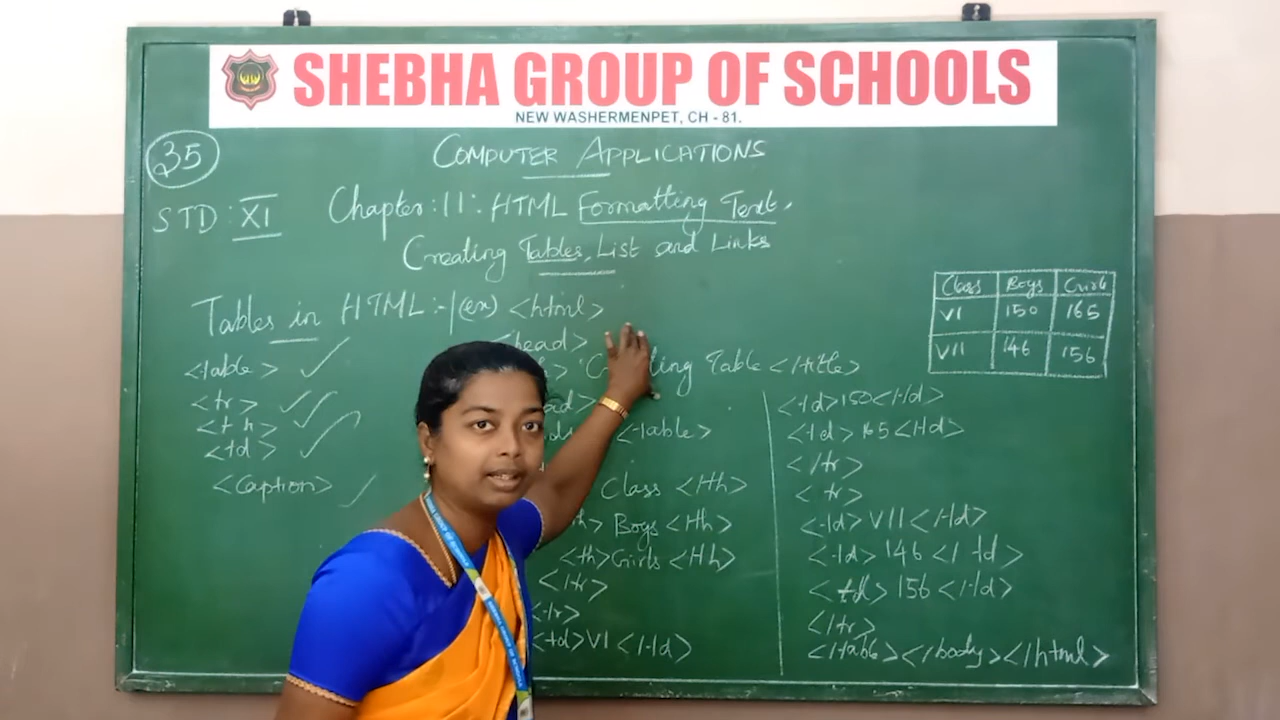 SHEBHA GROUP OF SCHOOLS
NEW WASHERMENPET, CH - 81.
35
COMPUTER APPLICATIONS
STD : XI
Chapter : 11 : HTML Formatting Text,
Creating Tables, List and Links
Tables in HTML :-
<table>
<tr>
<th>
<td>
<caption>
(ex) <html>
<head>
Table </title>
<table>
Class </th>
Boys </th>
<th> Girls </th>
</tr>
<tr>
<td> VI </td>
<td> 150 </td>
<td> 165 </td>
</tr>
<tr>
<td> VII </td>
<td> 146 </td>
<td> 156 </td>
</tr>
</table></body></html>
Class Boys Girls
VI 150 165
VII 146 156